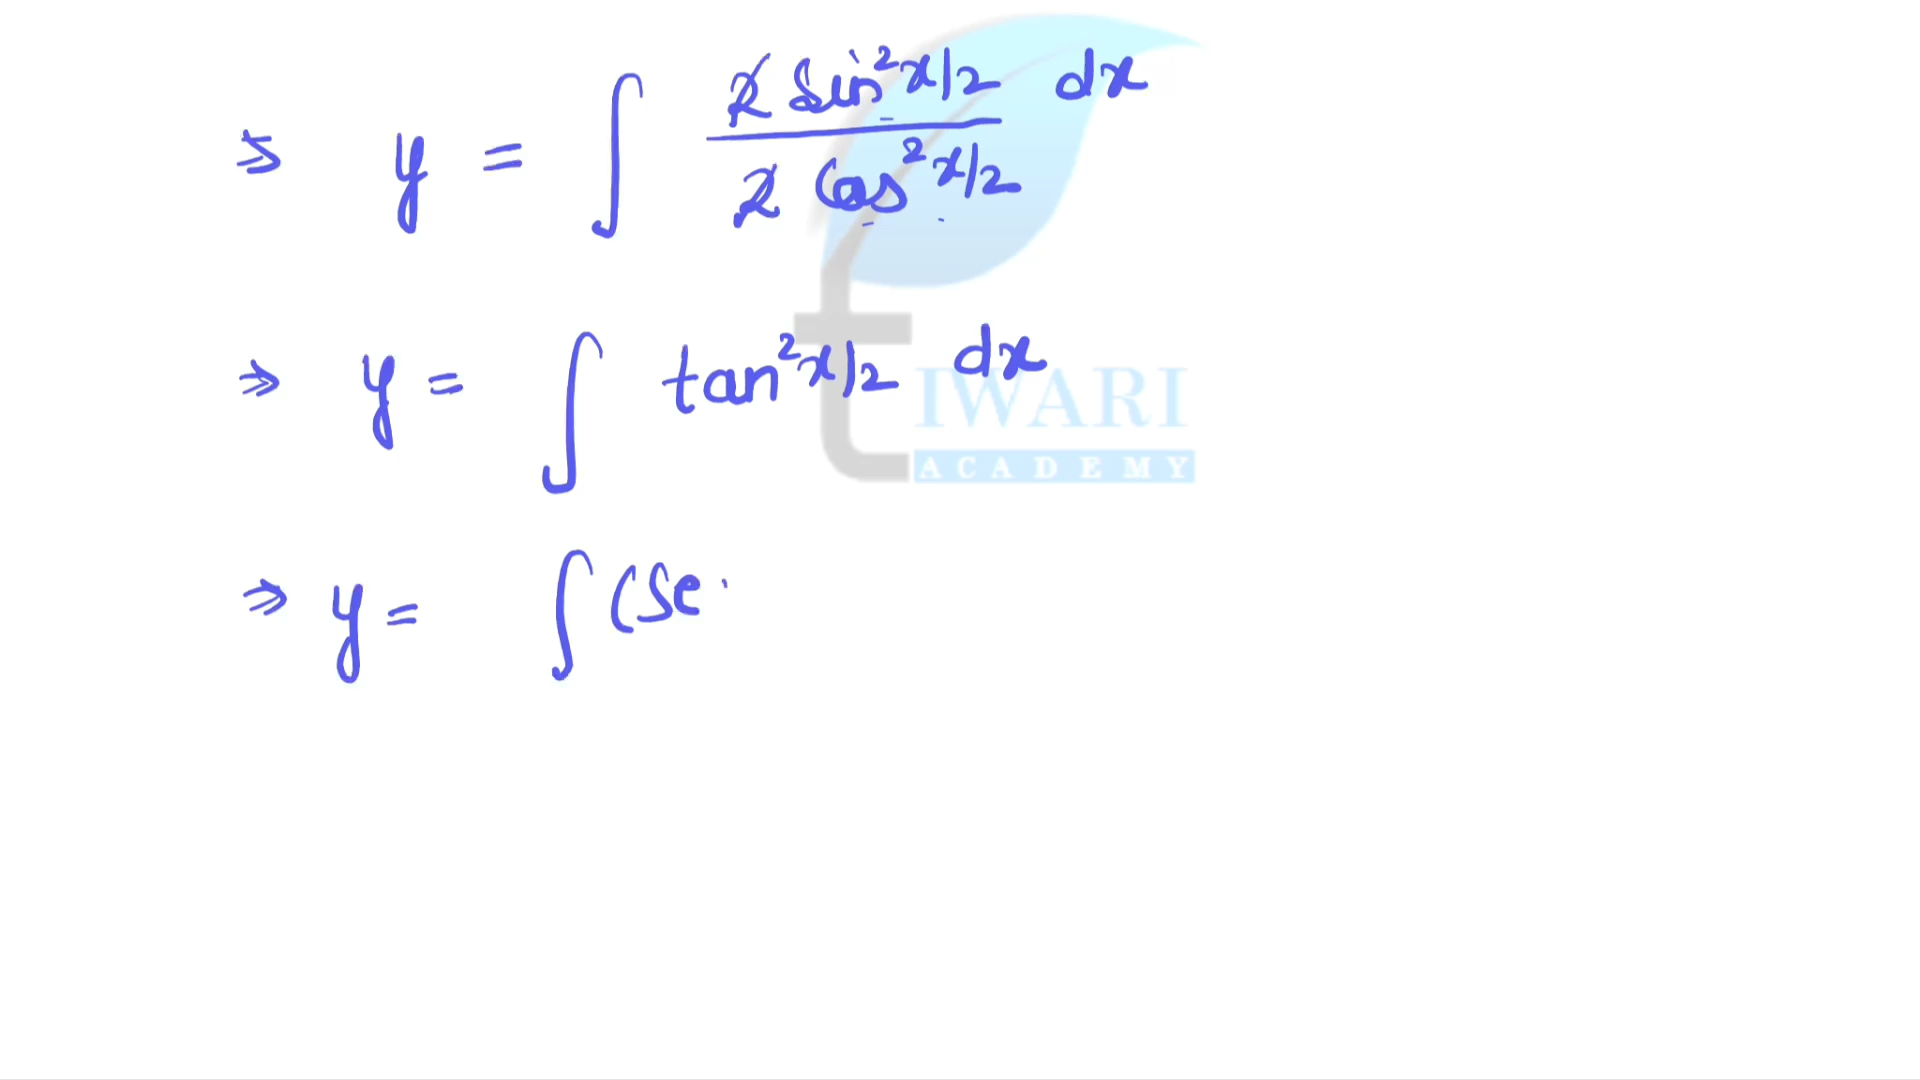 ⇒ y = ∫ 2 sin²x/2 / 2 cos²x/2 dx
⇒ y = ∫ tan²x/2 dx
tIWARI
ACADEMY
⇒ y = ∫ (se